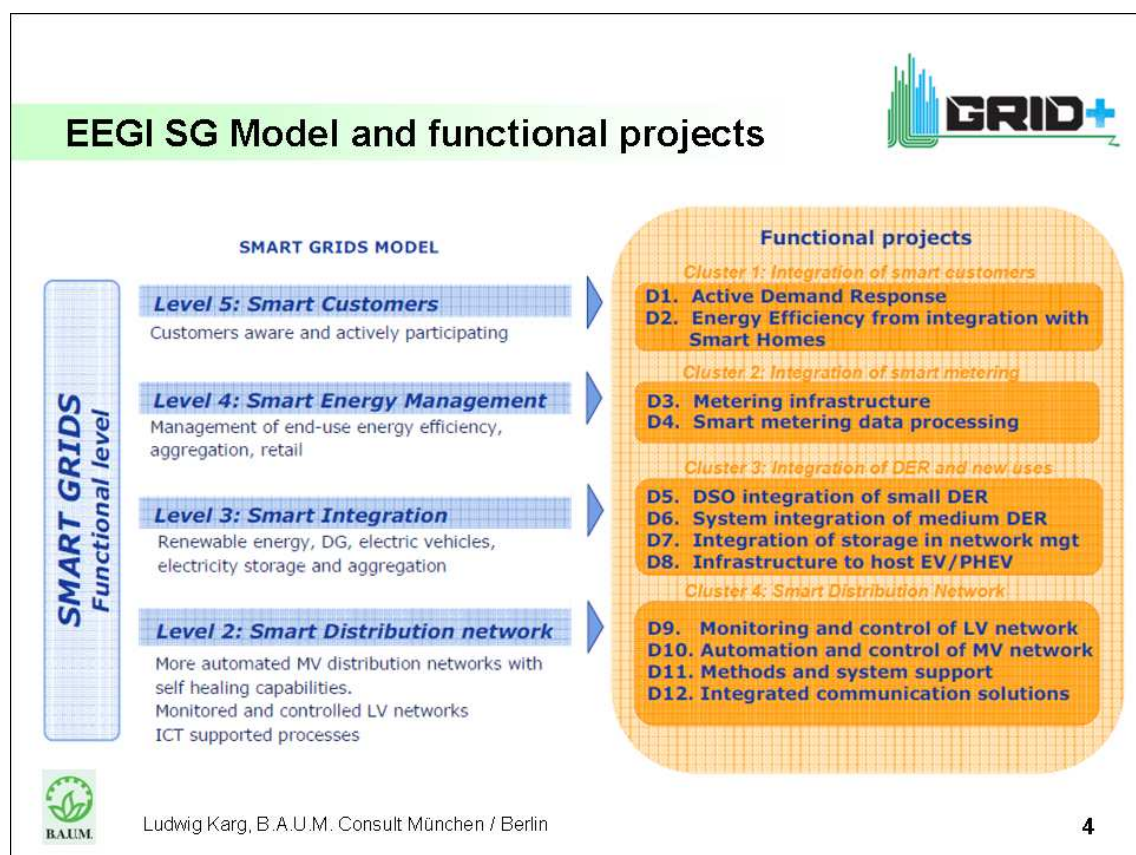 EEGI SG Model and functional projects
GRID+
SMART GRIDS
Functional level
SMART GRIDS MODEL
Level 5: Smart Customers
Customers aware and actively participating
Level 4: Smart Energy Management
Management of end-use energy efficiency,
aggregation, retail
Level 3: Smart Integration
Renewable energy, DG, electric vehicles,
electricity storage and aggregation
Level 2: Smart Distribution network
More automated MV distribution networks with
self healing capabilities.
Monitored and controlled LV networks
ICT supported processes
Functional projects
Cluster 1: Integration of smart customers
D1. Active Demand Response
D2. Energy Efficiency from integration with
Smart Homes
Cluster 2: Integration of smart metering
D3. Metering infrastructure
D4. Smart metering data processing
Cluster 3: Integration of DER and new uses
D5. DSO integration of small DER
D6. System integration of medium DER
D7. Integration of storage in network mgt
D8. Infrastructure to host EV/PHEV
Cluster 4: Smart Distribution Network
D9. Monitoring and control of LV network
D10. Automation and control of MV network
D11. Methods and system support
D12. Integrated communication solutions
B.A.U.M.
Ludwig Karg, B.A.U.M. Consult München / Berlin
4